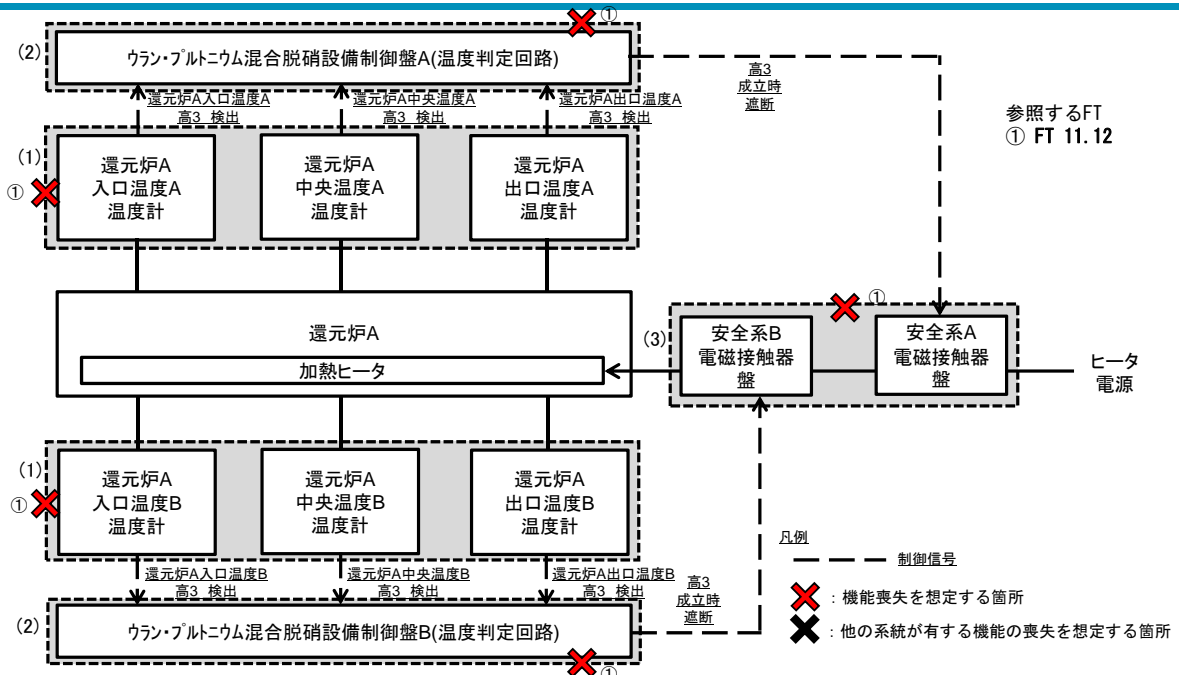 ①
(2)
ウラン・プルトニウム混合脱硝設備制御盤A(温度判定回路)
高3
成立時
遮断
還元炉A入口温度A
高3 検出
還元炉A中央温度A
高3 検出
還元炉A出口温度A
高3 検出
参照するFT
① FT 11.12
(1)
①
還元炉A
入口温度A
温度計
還元炉A
中央温度A
温度計
還元炉A
出口温度A
温度計
還元炉A
加熱ヒータ
(3)
①
安全系B
電磁接触器
盤
安全系A
電磁接触器
盤
ヒータ
電源
(1)
①
還元炉A
入口温度B
温度計
還元炉A
中央温度B
温度計
還元炉A
出口温度B
温度計
還元炉A入口温度B
高3 検出
還元炉A中央温度B
高3 検出
還元炉A出口温度B
高3 検出
高3
成立時
遮断
(2)
ウラン・プルトニウム混合脱硝設備制御盤B(温度判定回路)
①
凡例
制御信号
：機能喪失を想定する箇所
：他の系統が有する機能の喪失を想定する箇所